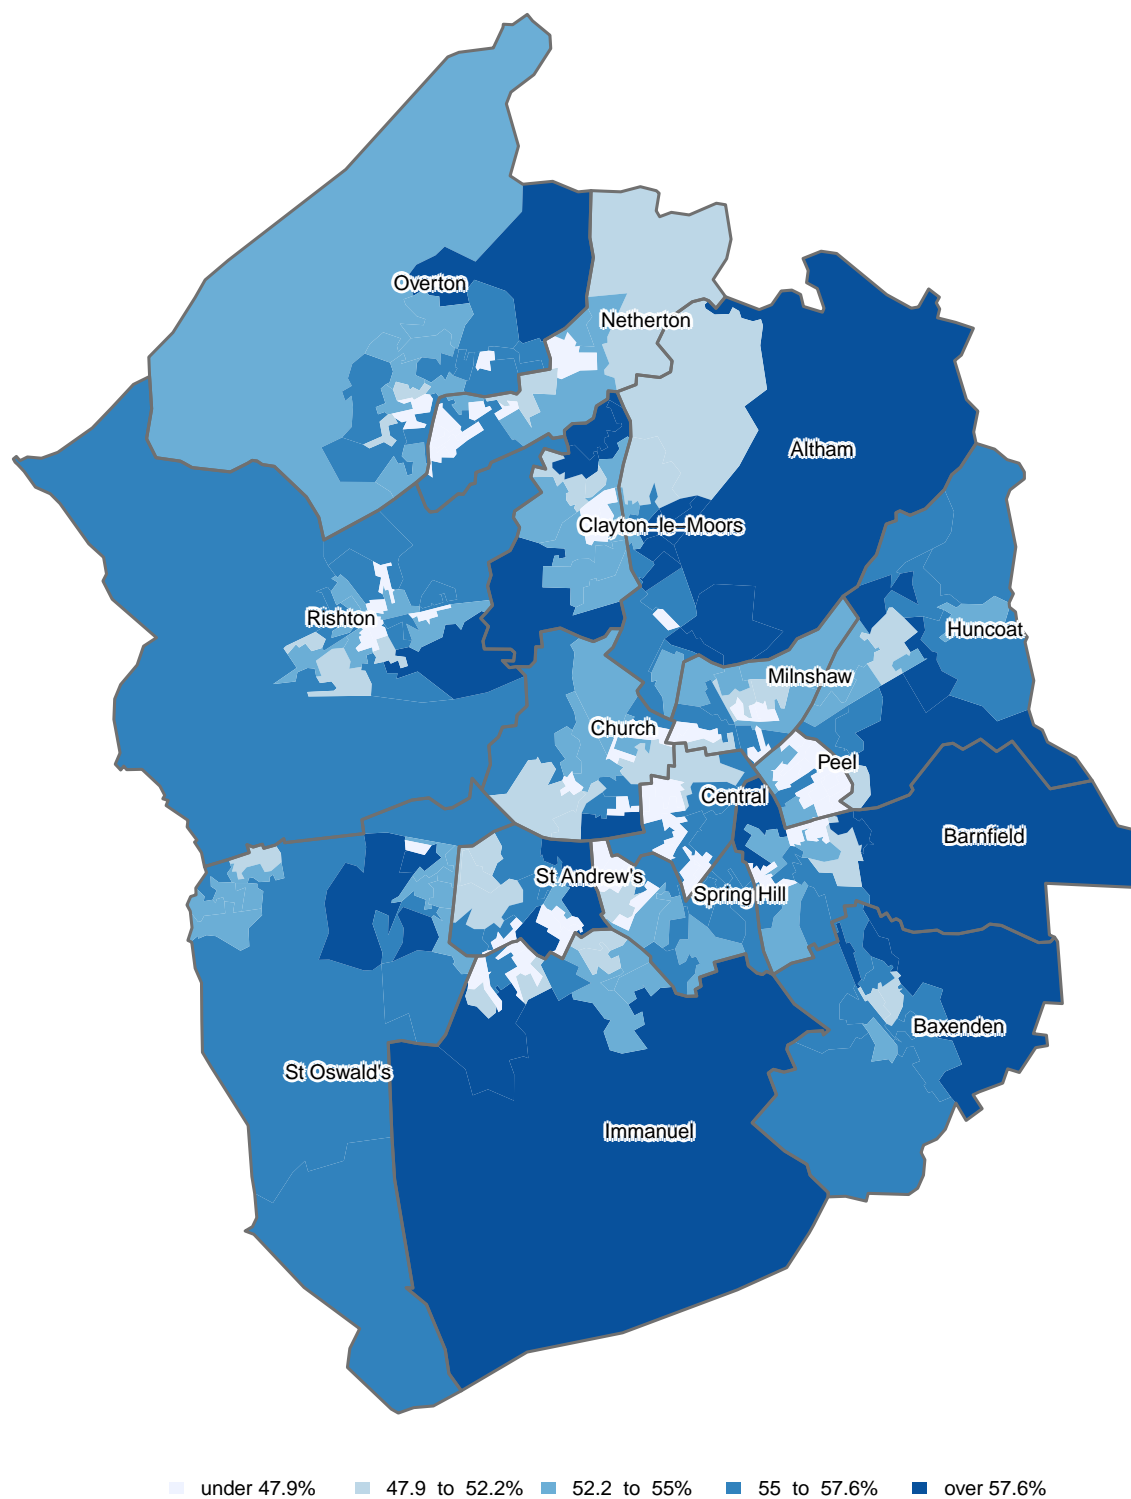 Overton
Netherton
Altham
Clayton–le–Moors
Rishton
Huncoat
Milnshaw
Church
Peel
Central
Barnfield
St Andrew's
Spring Hill
Baxenden
St Oswald's
Immanuel
under 47.9% 47.9 to 52.2% 52.2 to 55% 55 to 57.6% over 57.6%